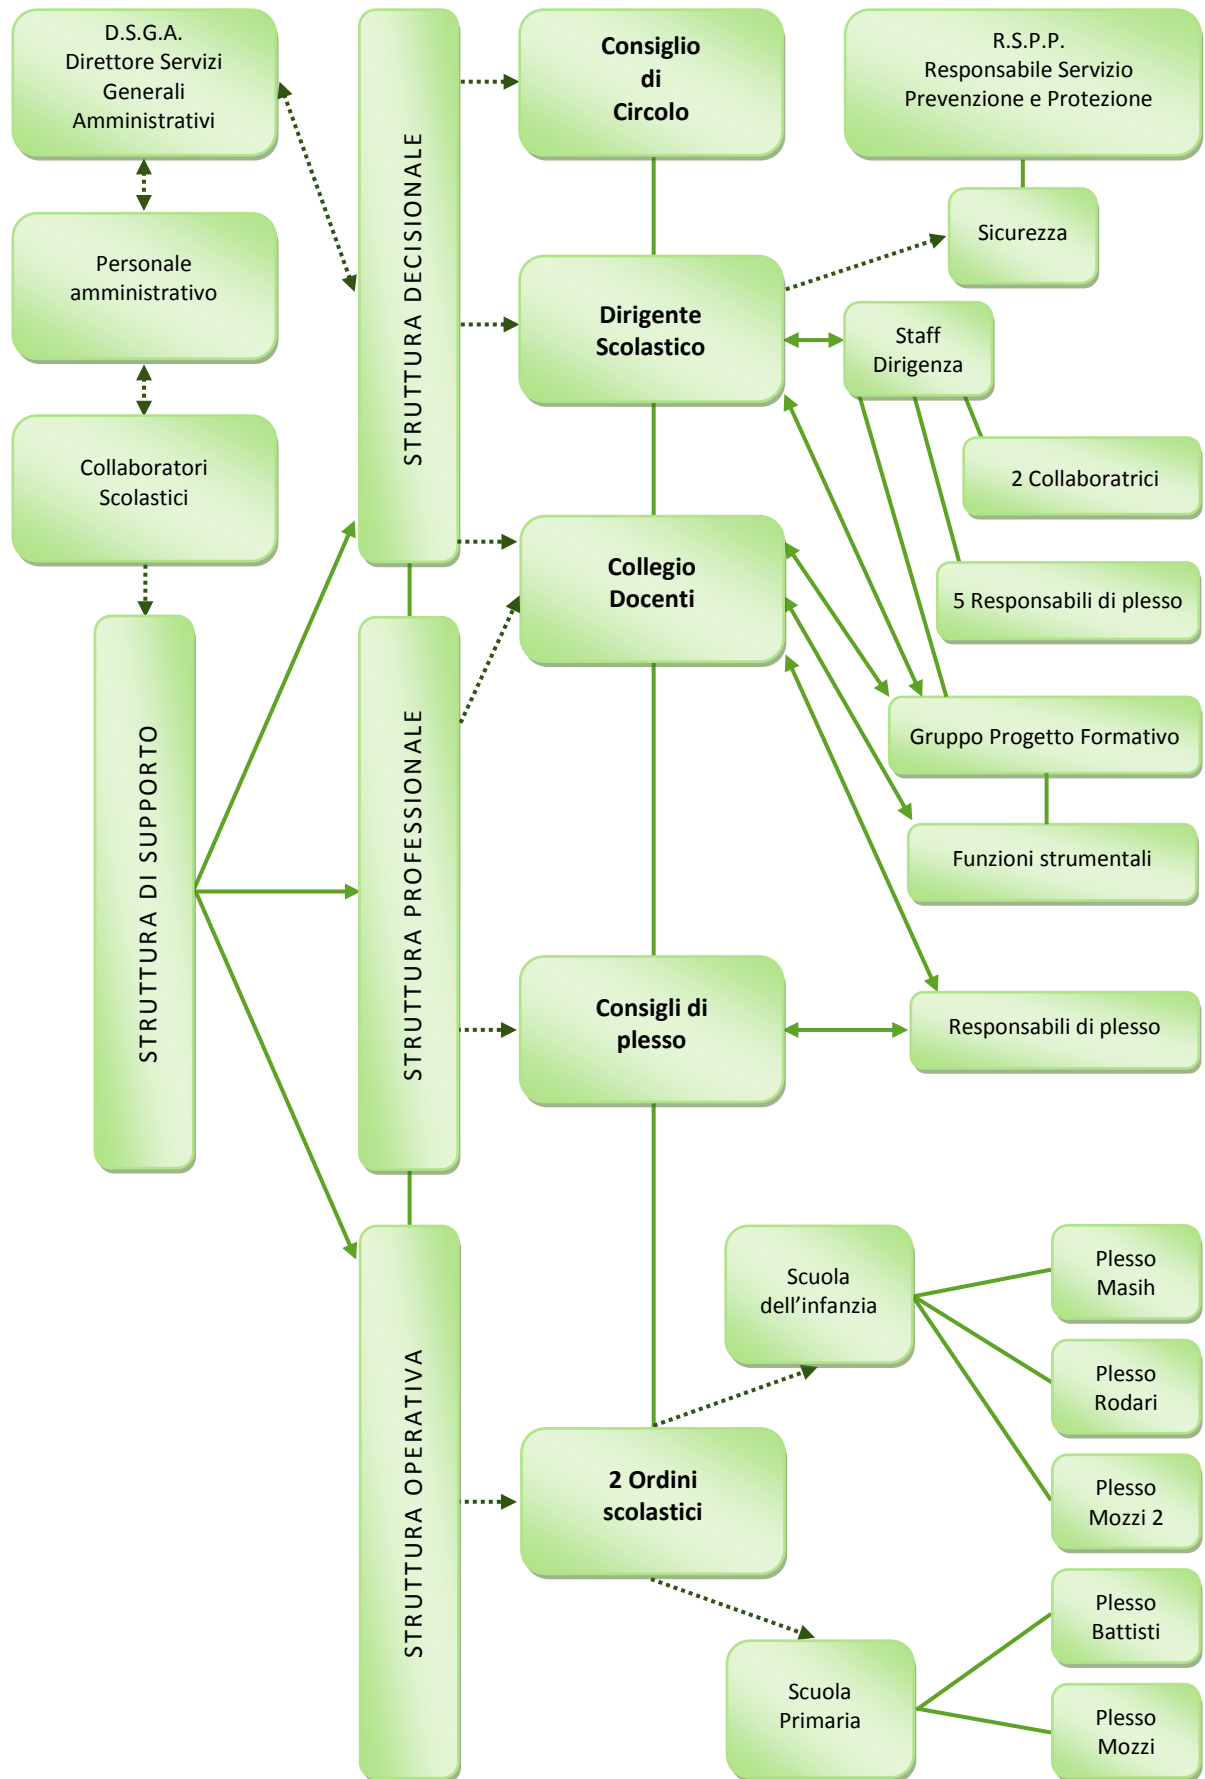 D.S.G.A.
Direttore Servizi
Generali
Amministrativi
Personale
amministrativo
Collaboratori
Scolastici
STRUTTURA DI SUPPORTO
STRUTTURA DECISIONALE
STRUTTURA PROFESSIONALE
STRUTTURA OPERATIVA
Consiglio
di
Circolo
Dirigente
Scolastico
Collegio
Docenti
Consigli di
plesso
2 Ordini
scolastici
R.S.P.P.
Responsabile Servizio
Prevenzione e Protezione
Sicurezza
Staff
Dirigenza
2 Collaboratrici
5 Responsabili di plesso
Gruppo Progetto Formativo
Funzioni strumentali
Responsabili di plesso
Scuola
dell’infanzia
Plesso
Masih
Plesso
Rodari
Plesso
Mozzi 2
Scuola
Primaria
Plesso
Battisti
Plesso
Mozzi